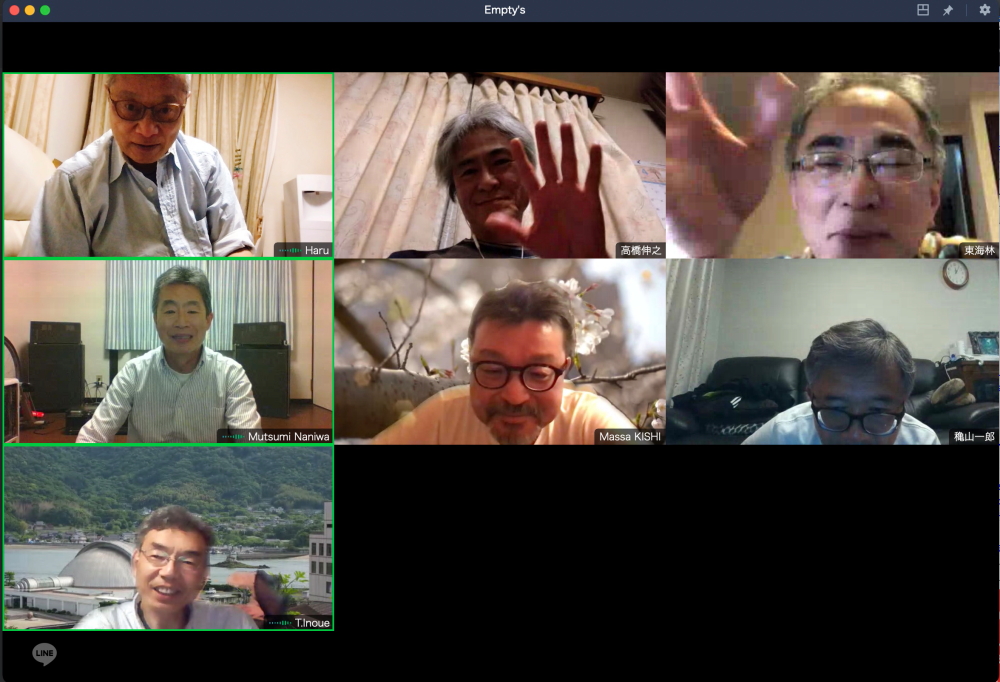 Empty's
Haru
高橋伸之
東海林
Mutsumi Naniwa
Massa KISHI
穐山一郎
T.Inoue
LINE